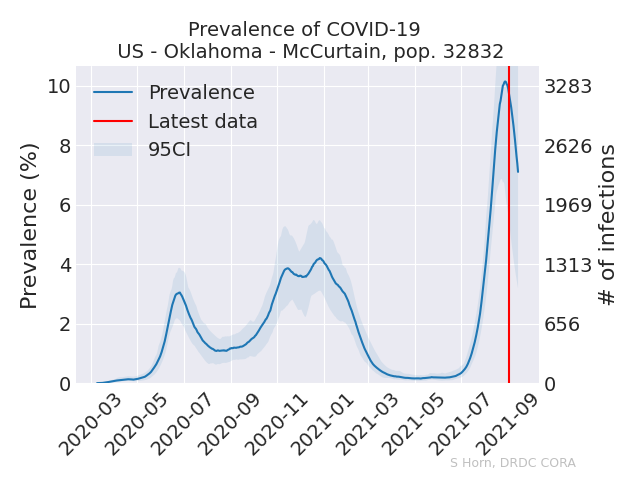 Prevalence of COVID-19
US - Oklahoma - McCurtain, pop. 32832
Prevalence (%)
10
8
6
4
2
0
Prevalence
Latest data
95CI
3283
2626
1969
1313
656
0
# of infections
2020-03
2020-05
2020-07
2020-09
2020-11
2021-01
2021-03
2021-05
2021-07
2021-09
S Horn, DRDC CORA